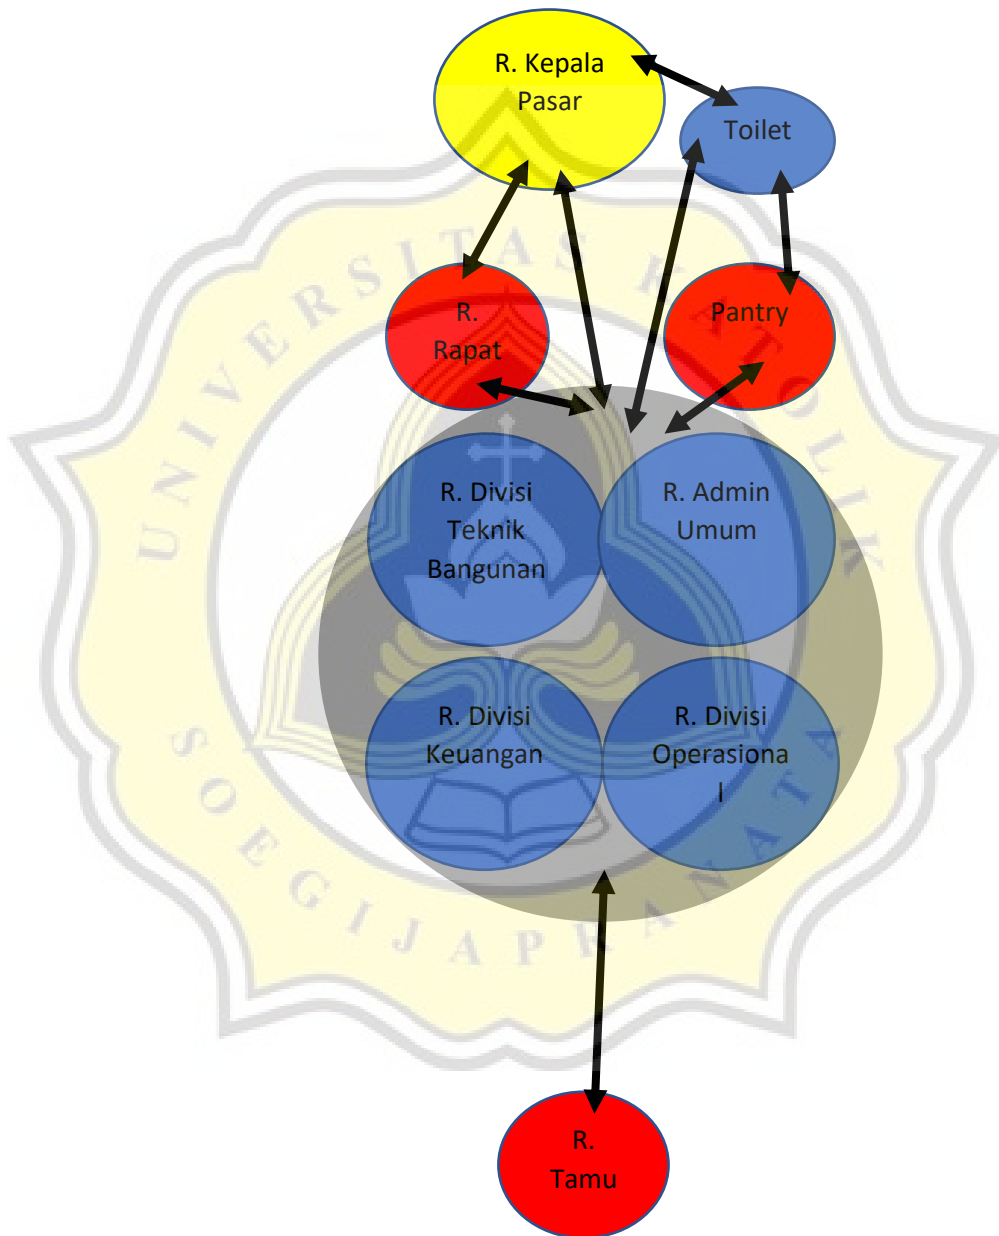 R. Kepala
Pasar
Toilet
R.
Rapat
Pantry
R. Divisi
Teknik
Bangunan
R. Admin
Umum
R. Divisi
Keuangan
R. Divisi
Operasiona
l
R.
Tamu
UNIVERSITAS KATOLIK
SOEGIJAPRANATA